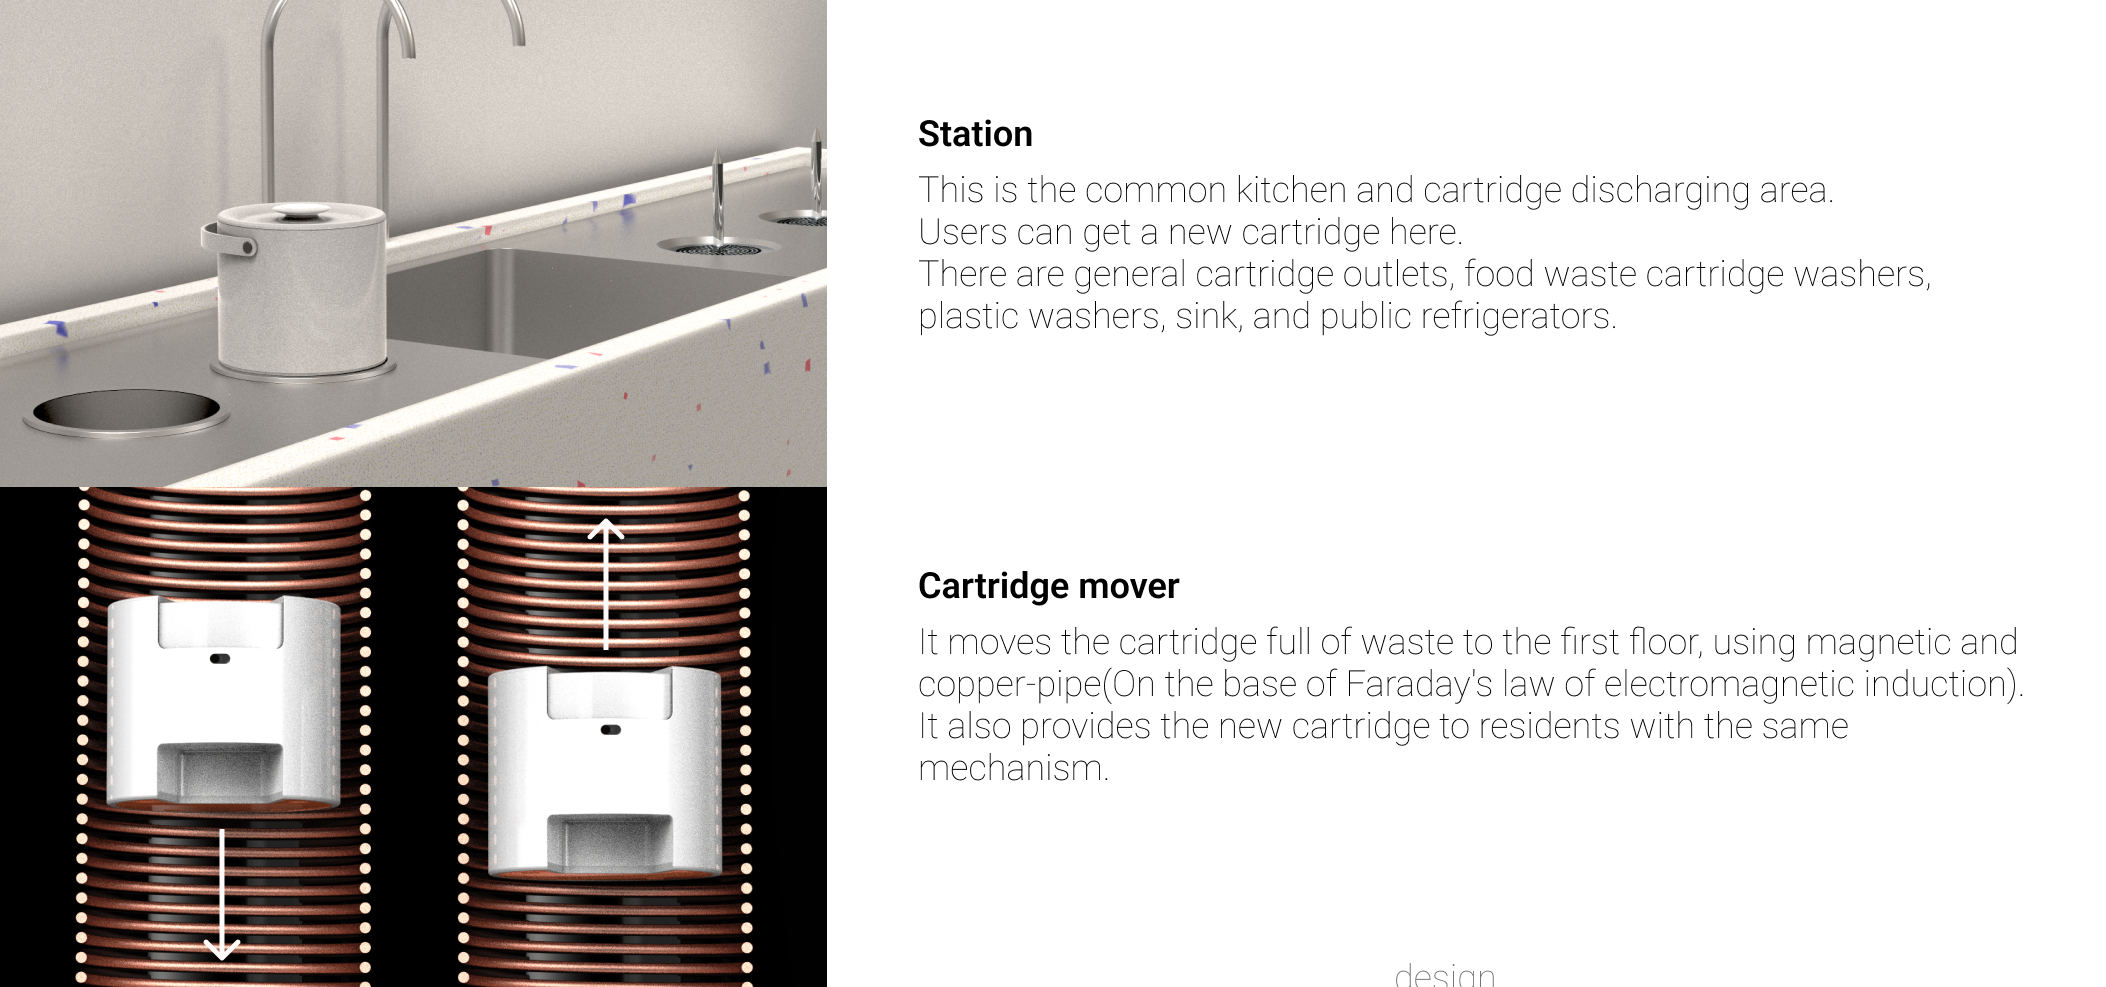 Station
This is the common kitchen and cartridge discharging area.
Users can get a new cartridge here.
There are general cartridge outlets, food waste cartridge washers,
plastic washers, sink, and public refrigerators.
Cartridge mover
It moves the cartridge full of waste to the first floor, using magnetic and
copper-pipe(On the base of Faraday's law of electromagnetic induction).
It also provides the new cartridge to residents with the same
mechanism.
design